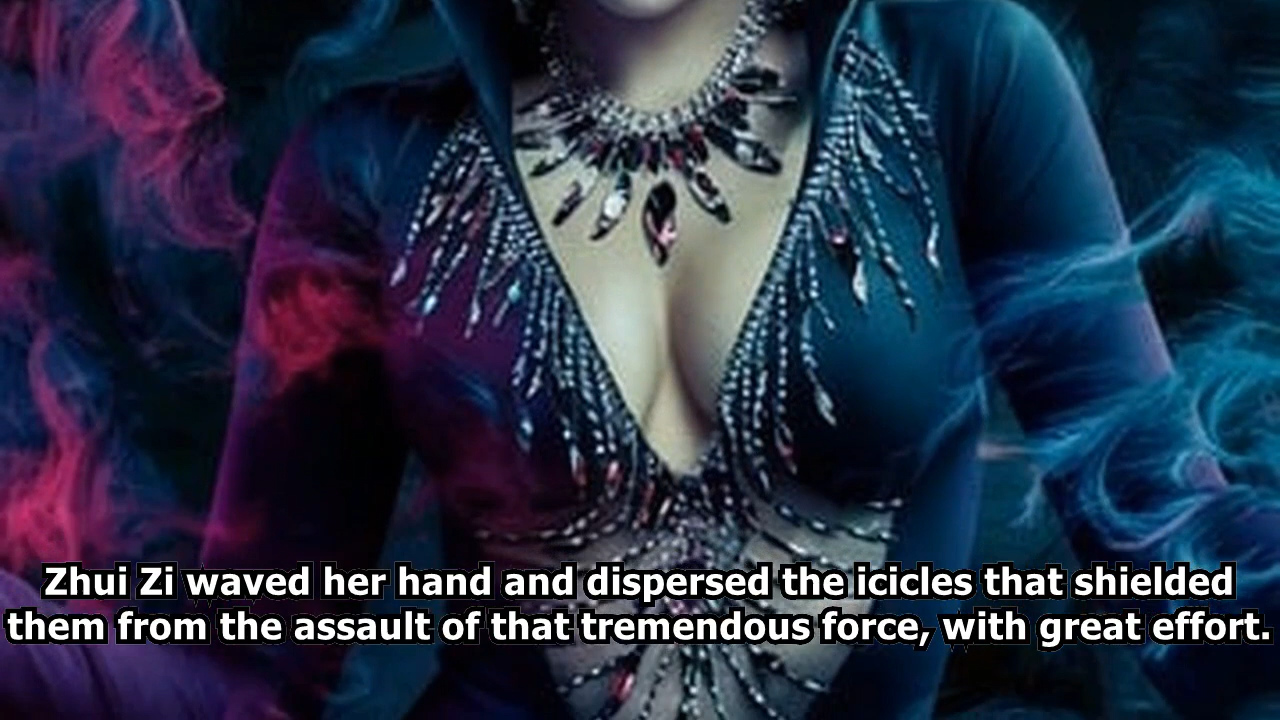 Zhui Zi waved her hand and dispersed the icicles that shielded
them from the assault of that tremendous force, with great effort.